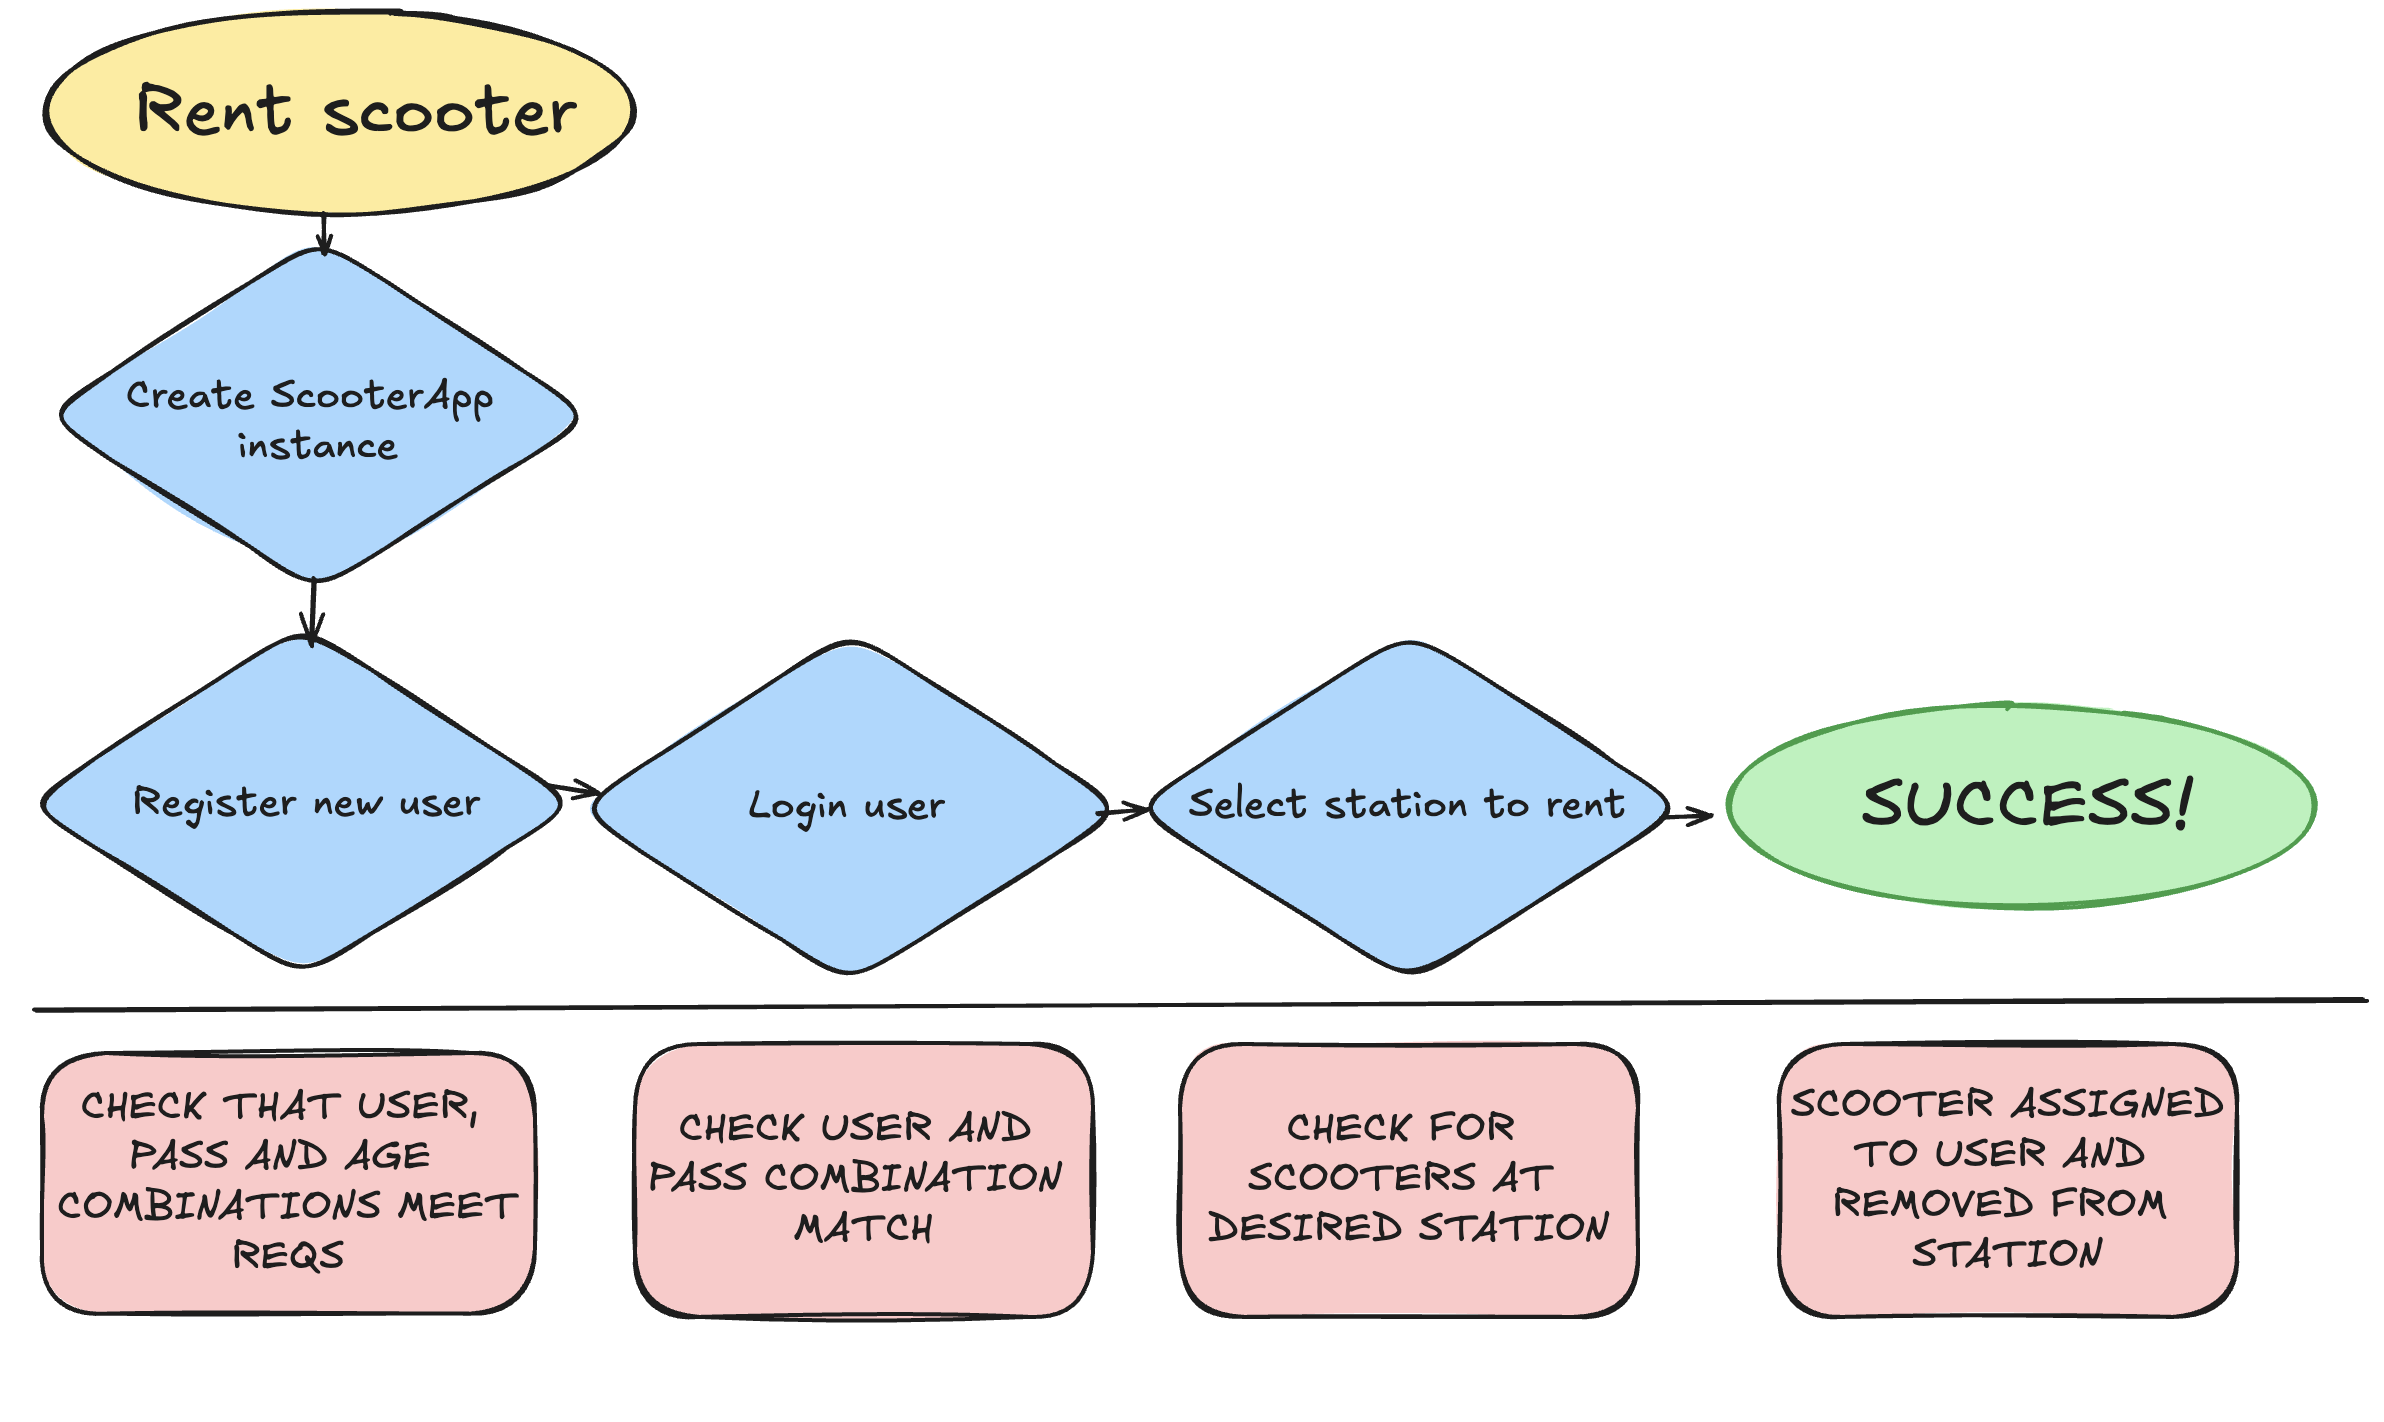 Rent scooter
Create ScooterApp
instance
Register new user
Login user
Select station to rent
SUCCESS!
CHECK THAT USER,
PASS AND AGE
COMBINATIONS MEET
REQS
CHECK USER AND
PASS COMBINATION
MATCH
CHECK FOR
SCOOTERS AT
DESIRED STATION
SCOOTER ASSIGNED
TO USER AND
REMOVED FROM
STATION